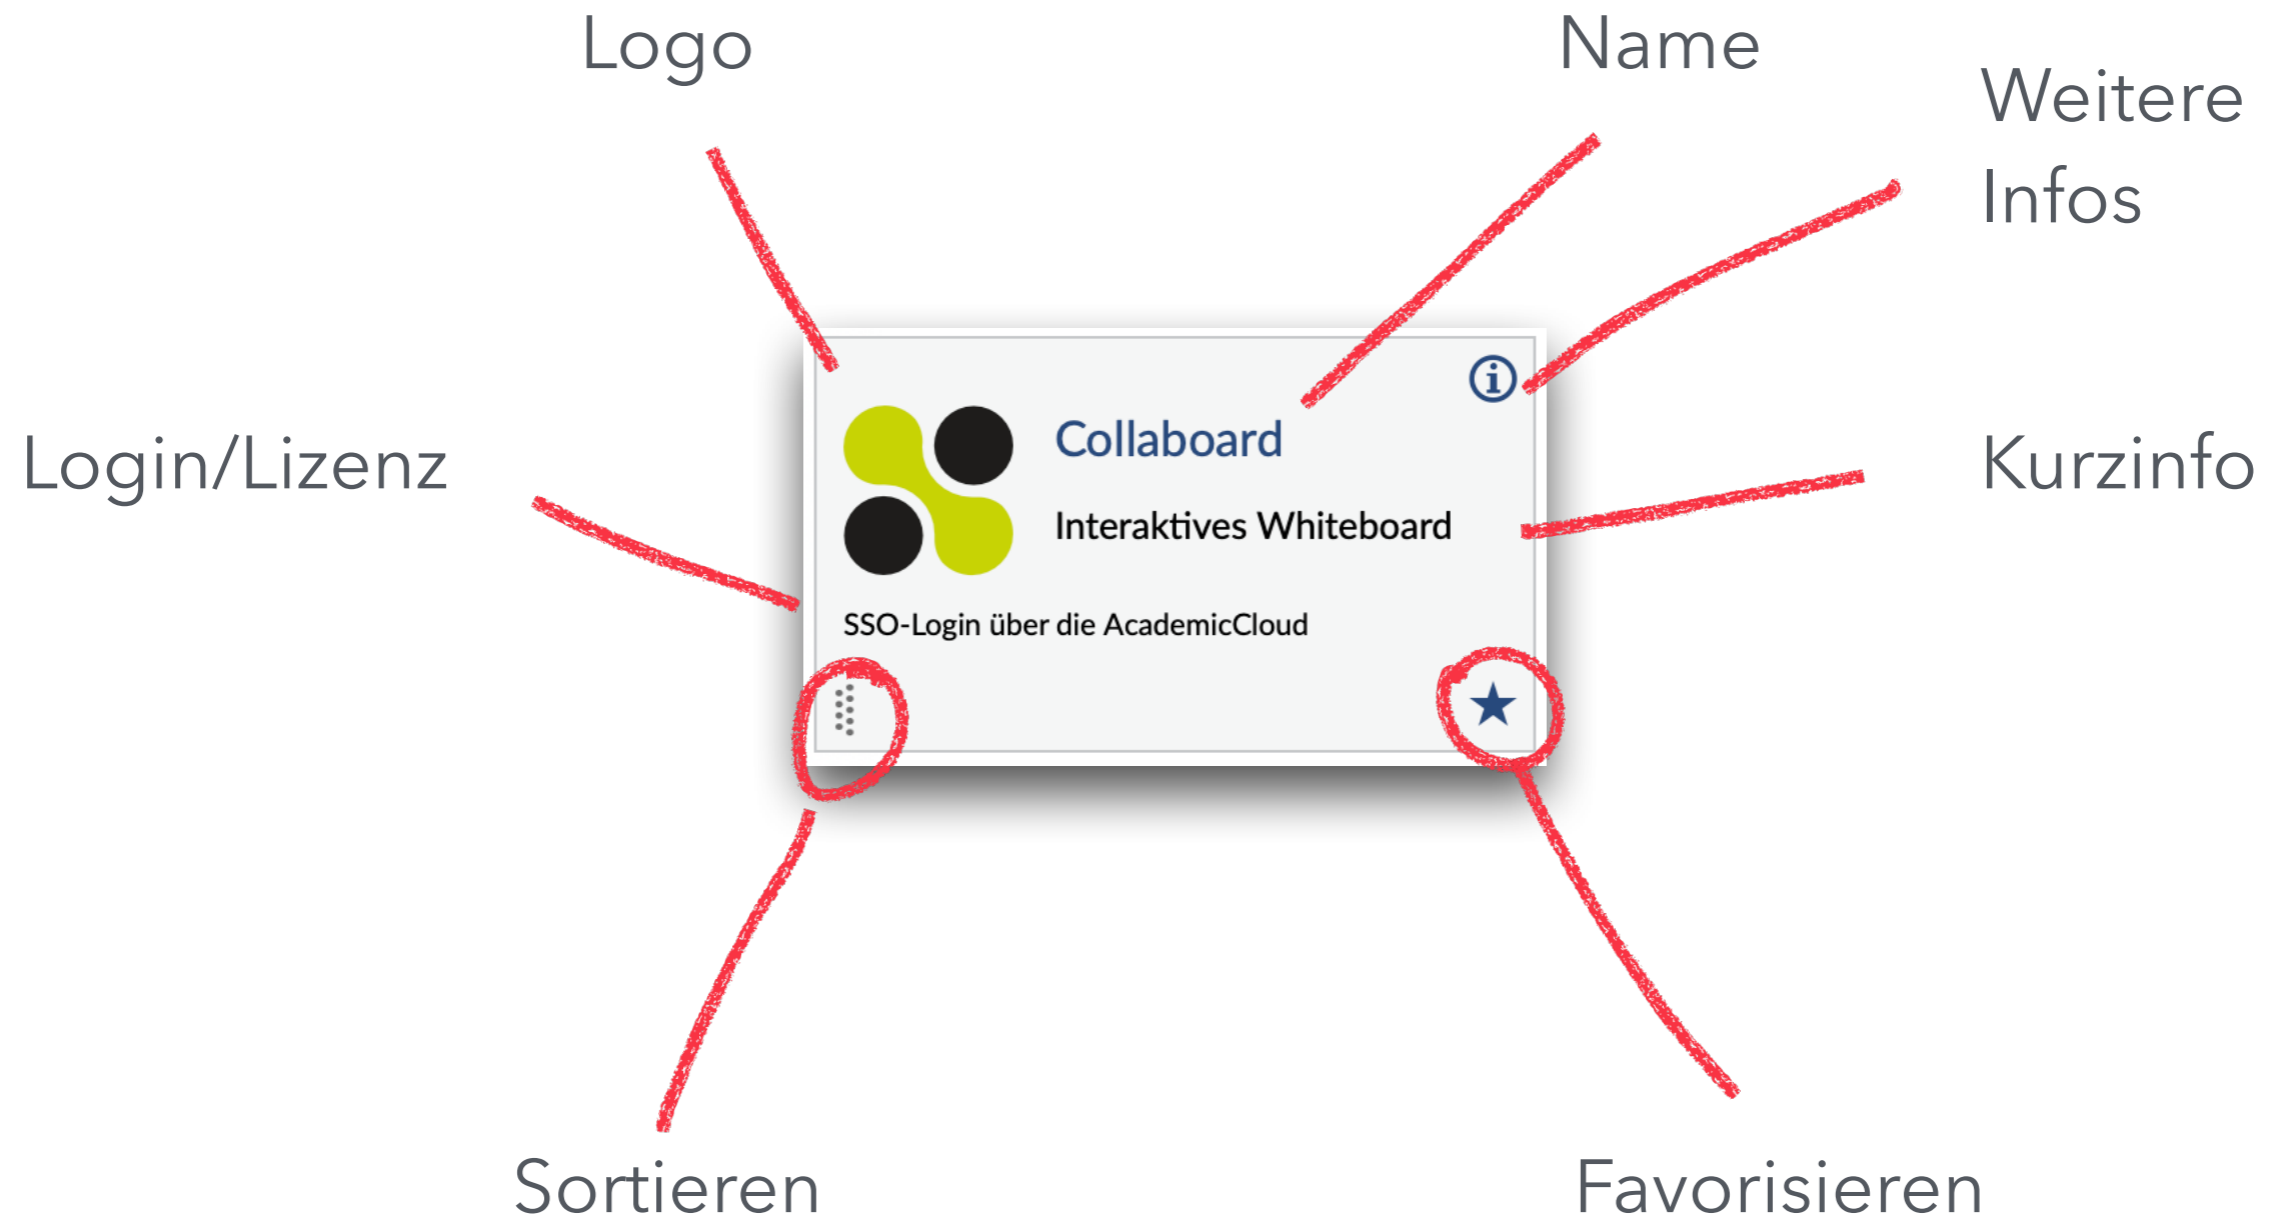 Logo
Name
Weitere
Infos
Login/Lizenz
Collaboard
Kurzinfo
Interaktives Whiteboard
SSO-Login über die AcademicCloud
Sortieren
Favorisieren